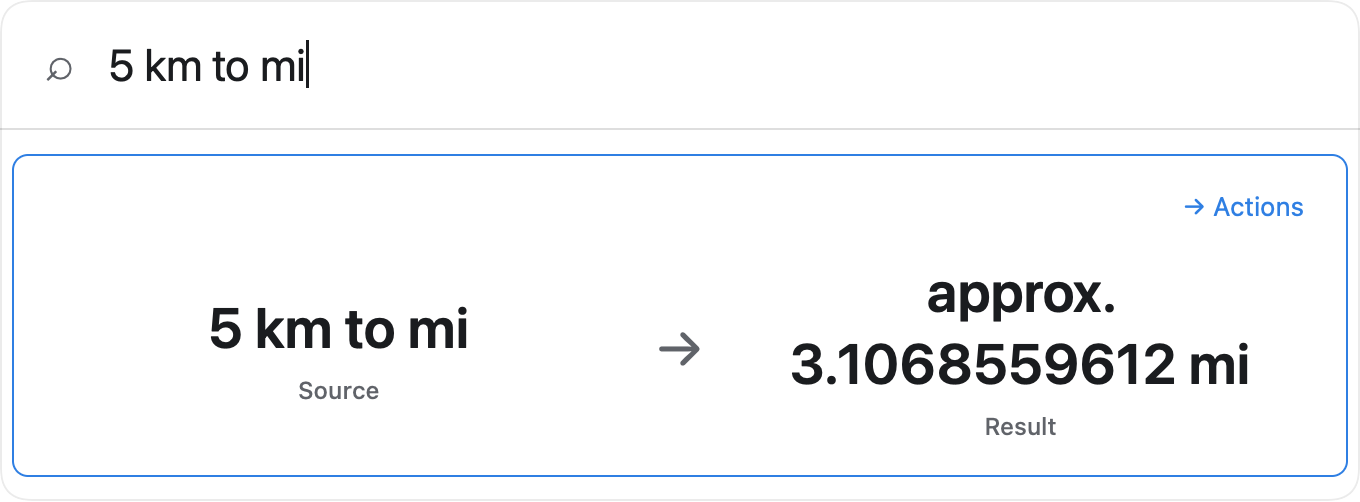 5 km to mi
→ Actions
5 km to mi
Source
→
approx.
3.1068559612 mi
Result